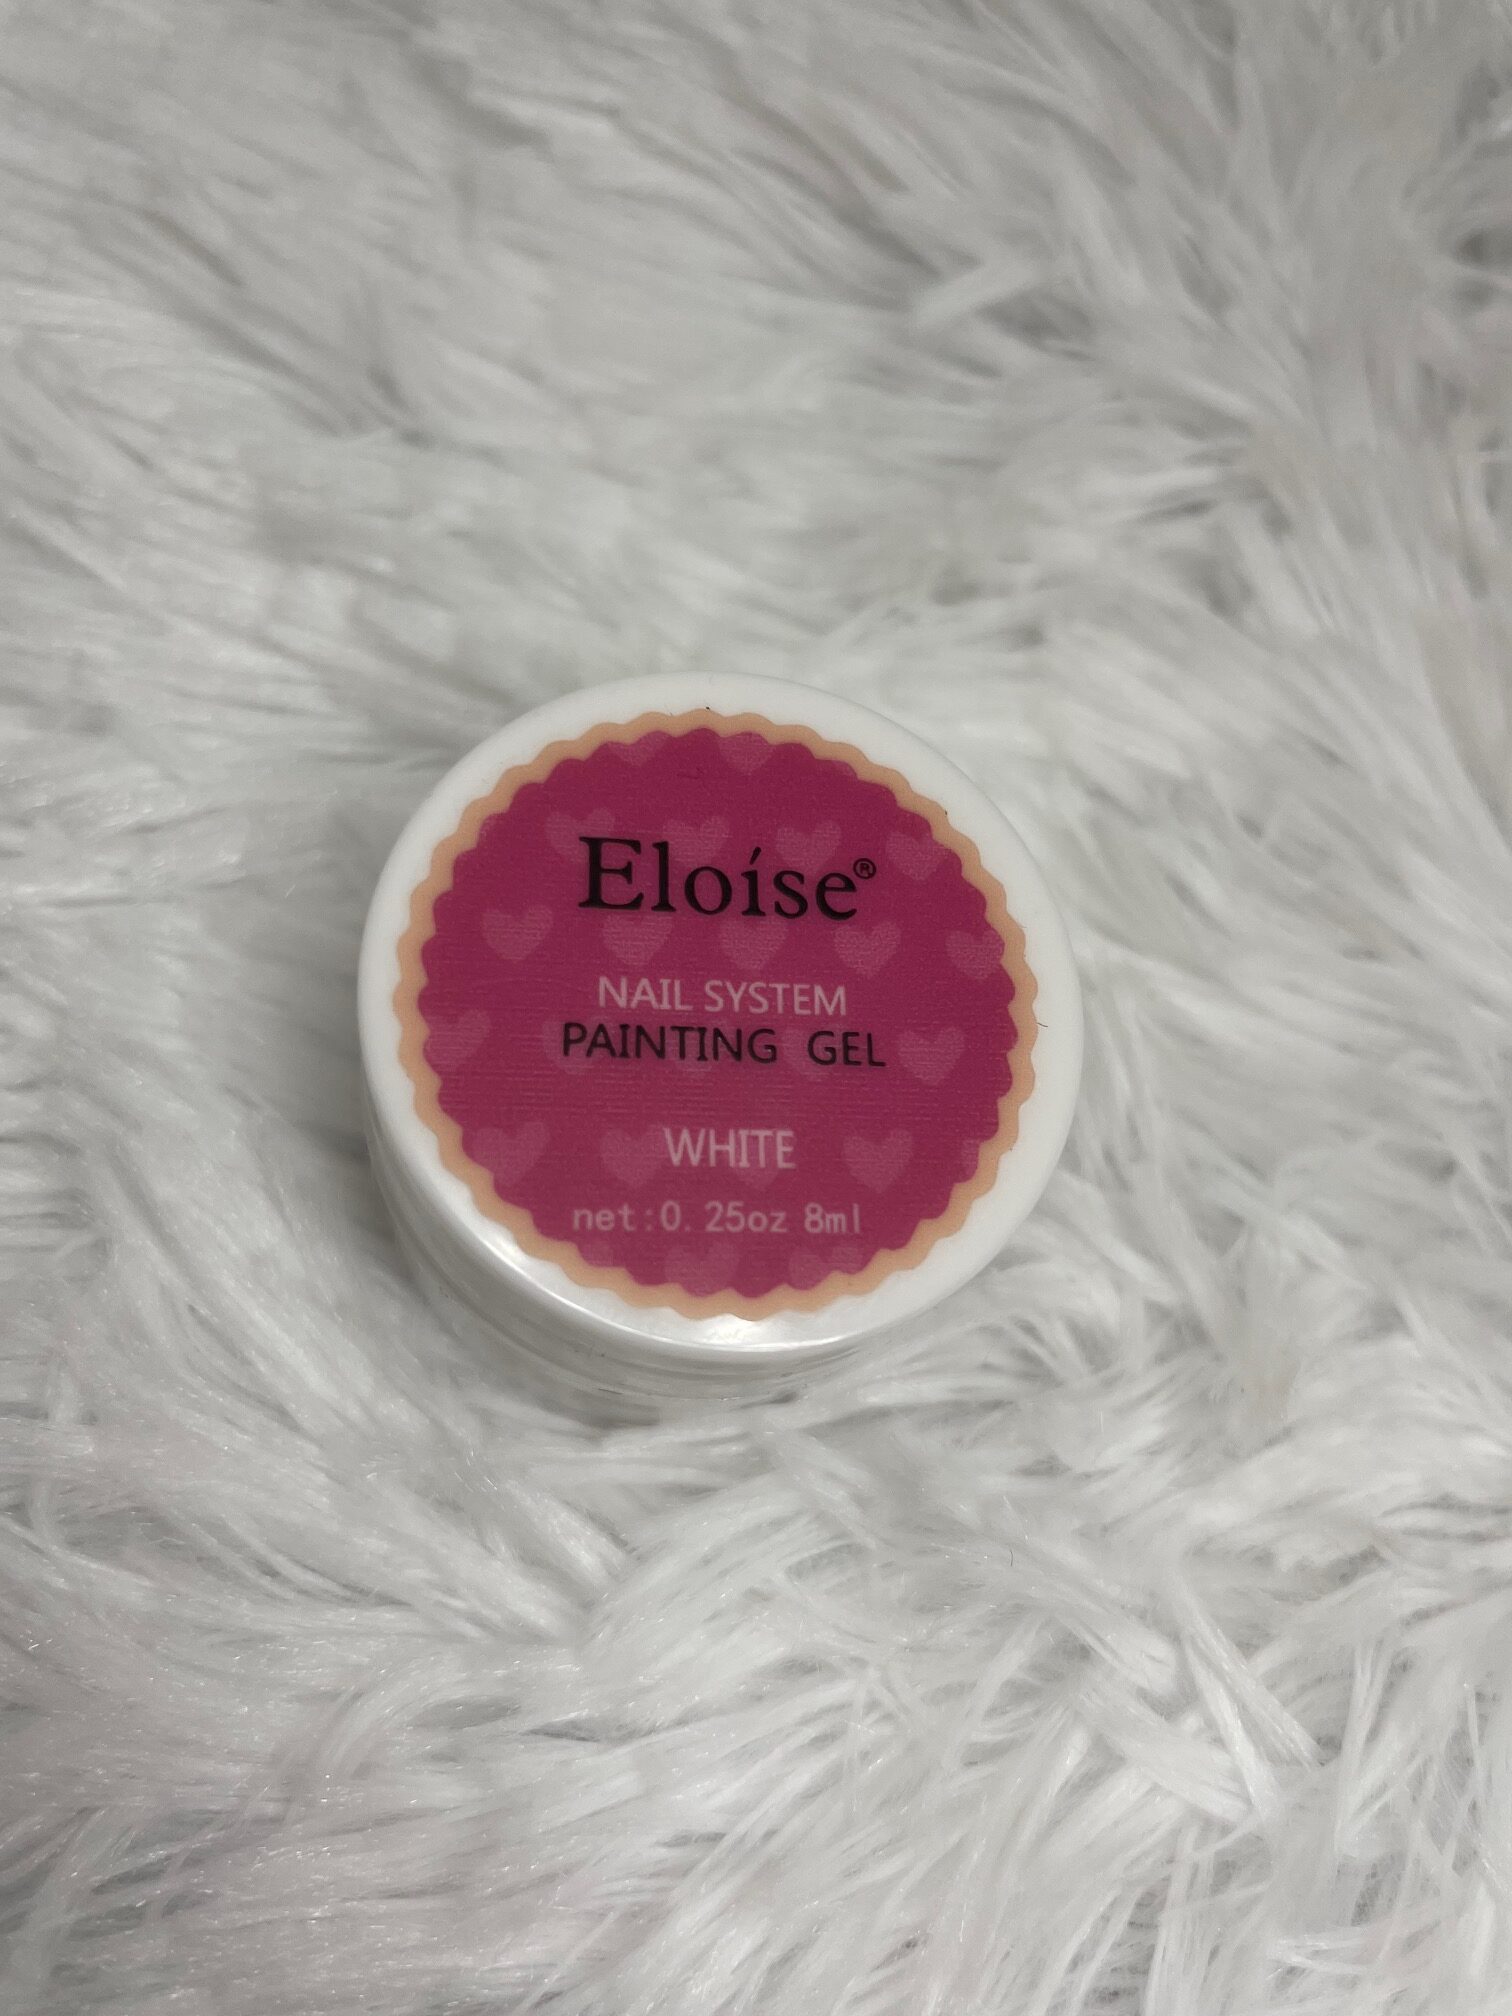 Eloíse®
NAIL SYSTEM
PAINTING GEL
WHITE
net:0.25oz 8ml